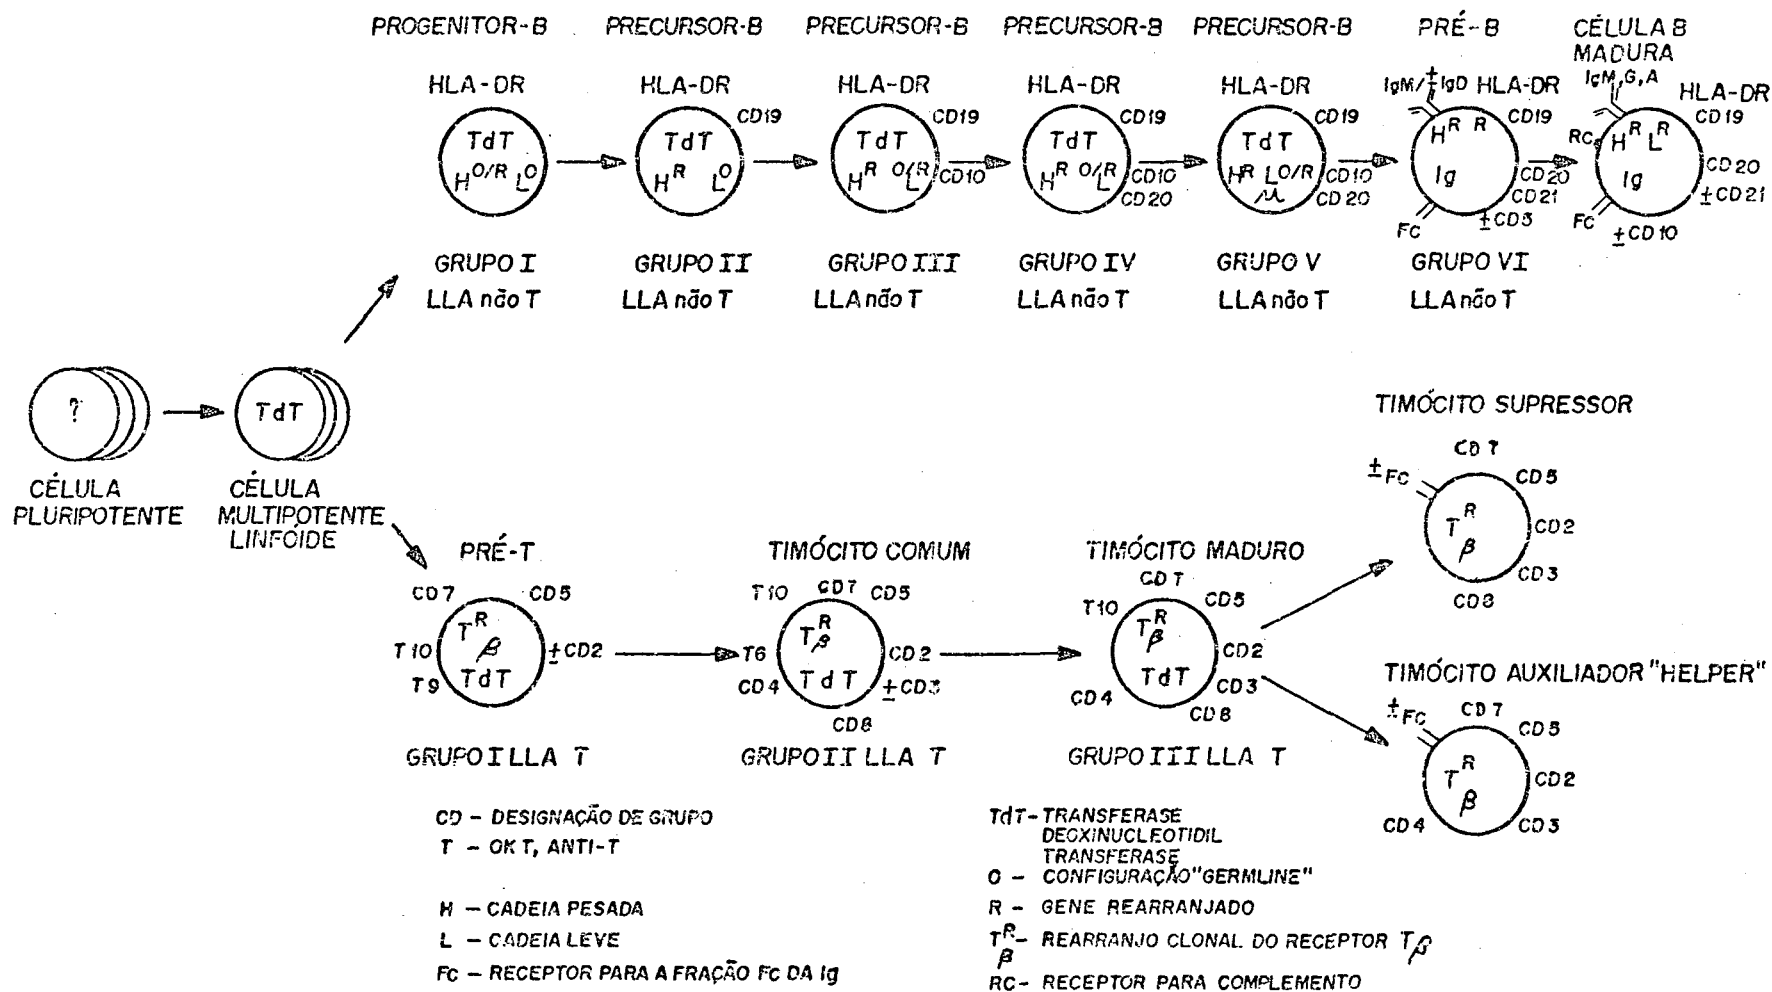 PROGENITOR-B PRECURSOR-B PRECURSOR-B PRECURSOR-B PRECURSOR-B PRÉ-B CÉLULA B
MADURA
HLA-DR
TdT
H^O/R L^O
GRUPO I
LLA não T
HLA-DR
CD19
TdT
H^R L^O
GRUPO II
LLA não T
HLA-DR
CD19
TdT
H^R L^O/R
CD10
GRUPO III
LLA não T
HLA-DR
CD19
TdT
H^R L^O/R
CD10
CD20
GRUPO IV
LLA não T
HLA-DR
CD19
TdT
H^R L^O/R
CD10
μ
CD20
GRUPO V
LLA não T
IgM/±IgD HLA-DR
CD19
H^R R
Ig
CD20
CD21
±CD5
Fc
GRUPO VI
LLA não T
IgM,G,A
HLA-DR
CD19
RC
H^R L^R
CD20
Ig
±CD21
Fc
±CD10
?
CÉLULA
PLURIPOTENTE
TdT
CÉLULA
MULTIPOTENTE
LINFÓIDE
PRÉ-T
CD7 CD5
T^R
β
T10 ±CD2
T9 TdT
GRUPO I LLA T
TIMÓCITO COMUM
T10 CD7 CD5
T^R
β
T6 CD2
CD4 TdT ±CD3
CD8
GRUPO II LLA T
TIMÓCITO MADURO
CD7
T10 CD5
T^R
β
CD2
TdT CD3
CD4 CD8
GRUPO III LLA T
TIMÓCITO SUPRESSOR
CD7
±Fc CD5
T^R
β
CD2
CD3
CD8
TIMÓCITO AUXILIADOR "HELPER"
±Fc CD7 CD5
T^R
β
CD2
CD4 CD3
CD - DESIGNAÇÃO DE GRUPO
T - OKT, ANTI-T
H - CADEIA PESADA
L - CADEIA LEVE
Fc - RECEPTOR PARA A FRAÇÃO Fc DA Ig
TdT- TRANSFERASE
DEOXINUCLEOTIDIL
TRANSFERASE
O - CONFIGURAÇÃO "GERMLINE"
R - GENE REARRANJADO
T^R β - REARRANJO CLONAL DO RECEPTOR Tβ
RC- RECEPTOR PARA COMPLEMENTO